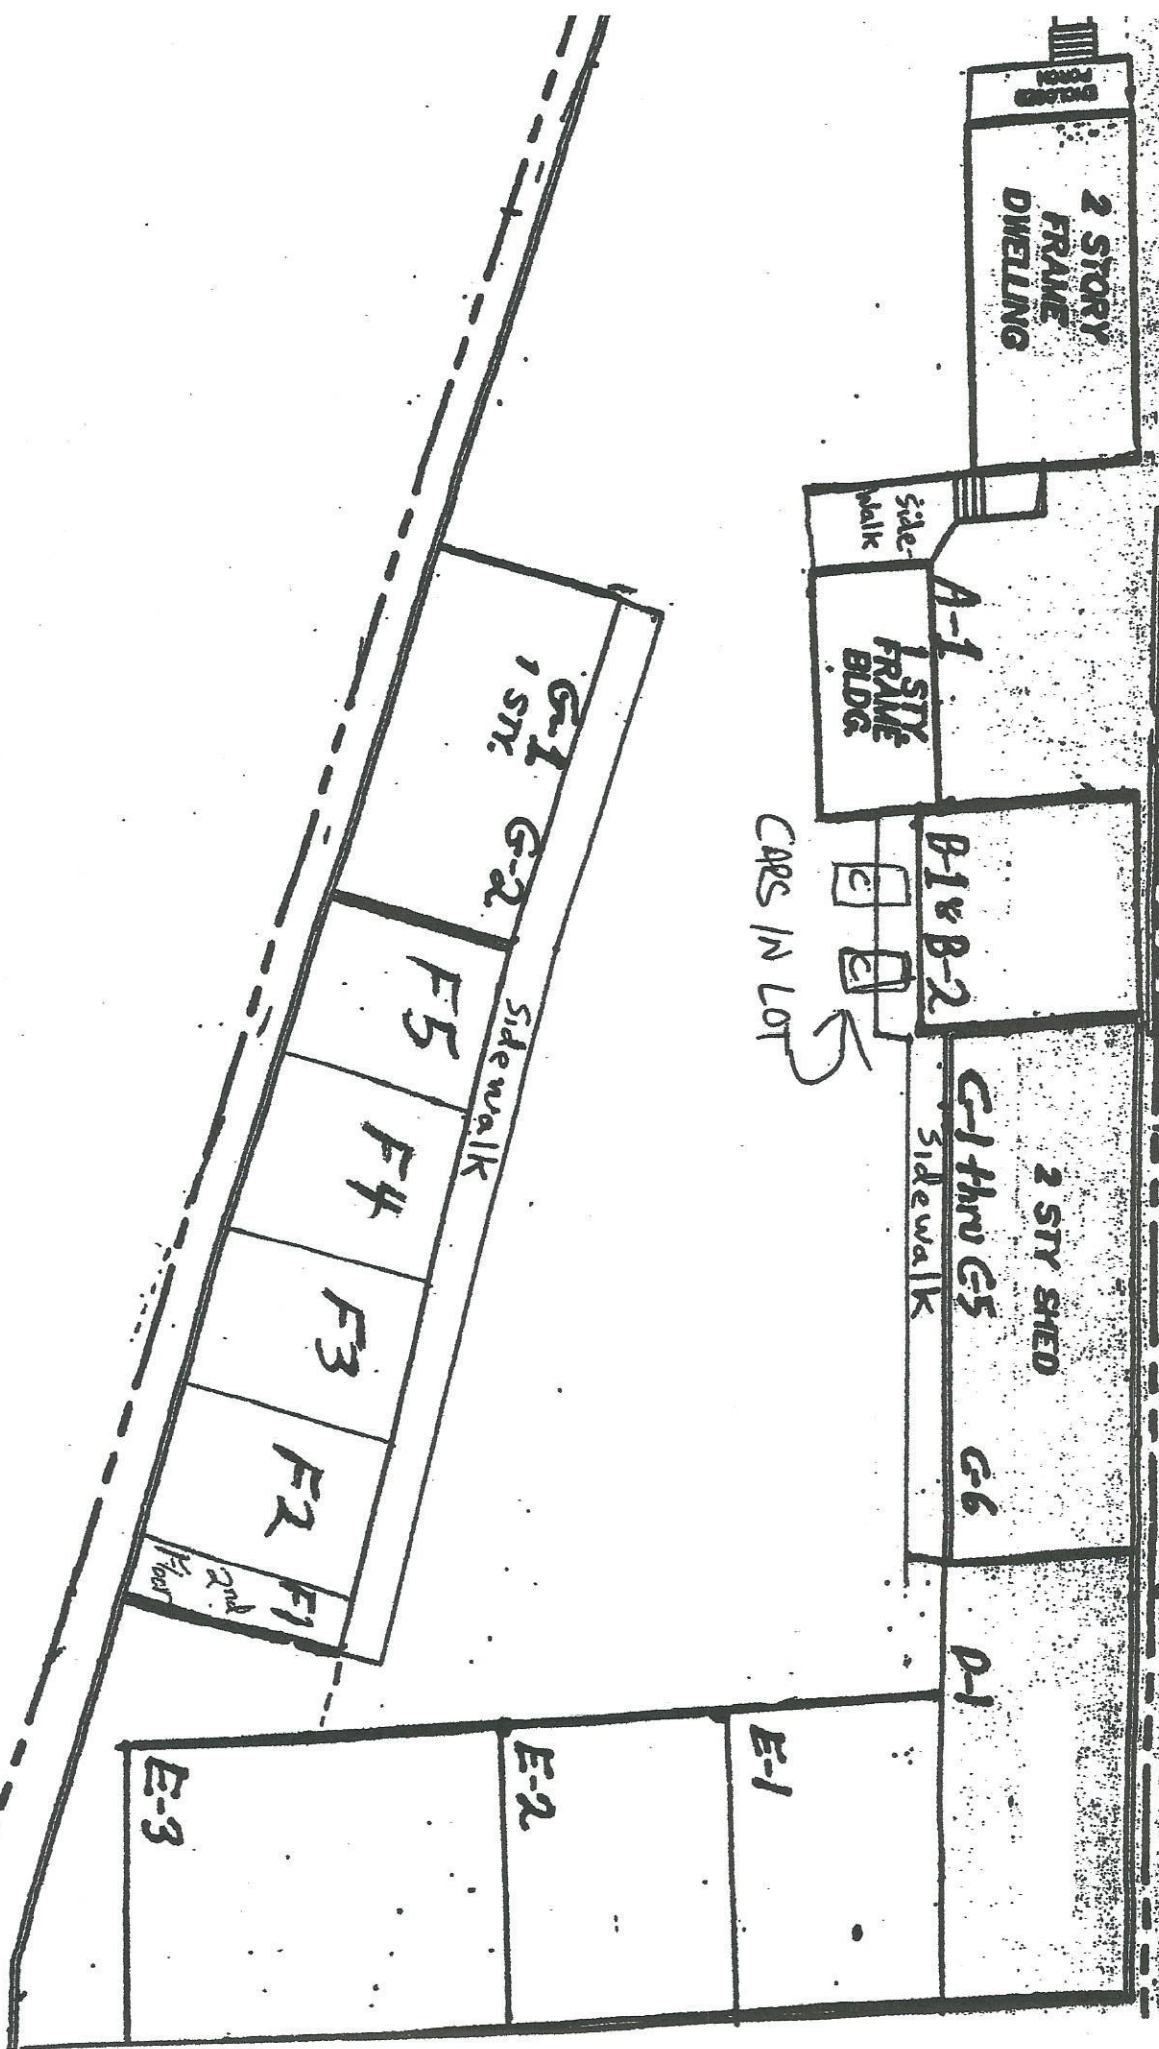 ENCLOSED
PORCH
2 STORY
FRAME
DWELLING
Side-
walk
A-1
1 STY.
FRAME
BLDG.
B-1 & B-2
C
C
CARS IN LOT
C-1 thru C5
2 STY SHED
Sidewalk
C-6
D-1
E-1
E-2
E-3
G-1
1 STY.
G-2
Sidewalk
F5
F4
F3
F2
F1
2nd
Floor